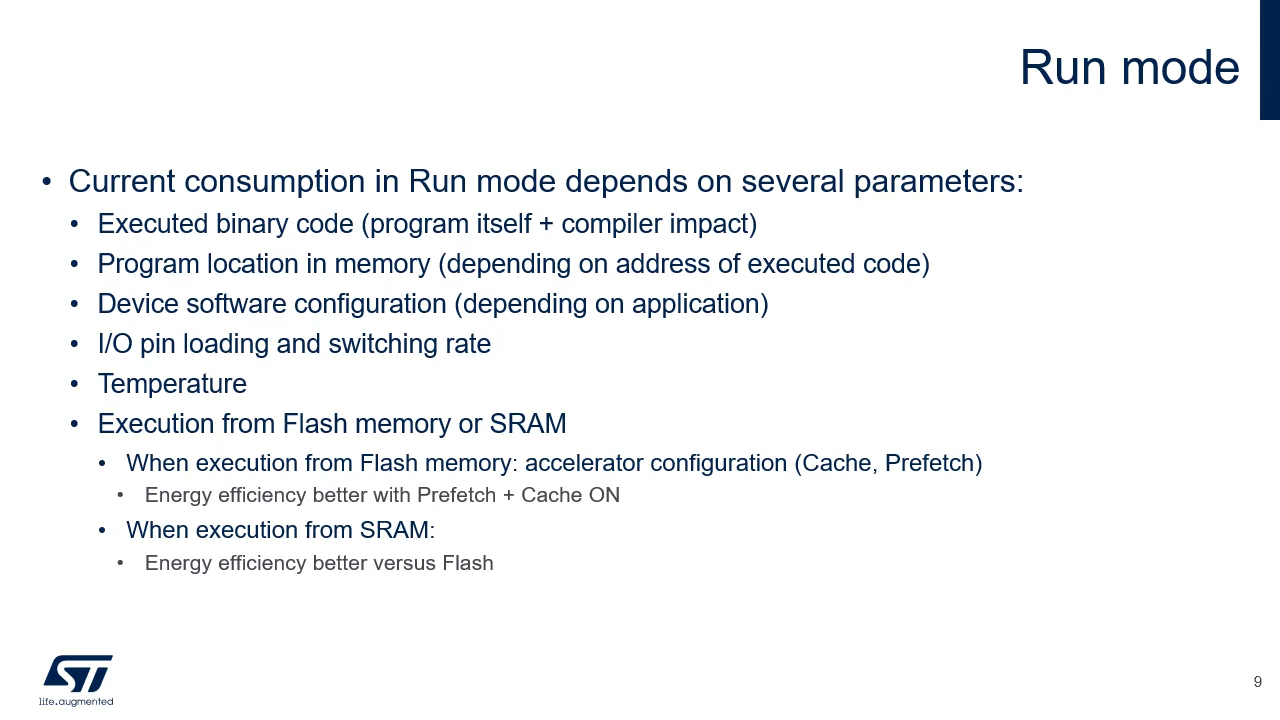 Run mode
• Current consumption in Run mode depends on several parameters:
• Executed binary code (program itself + compiler impact)
• Program location in memory (depending on address of executed code)
• Device software configuration (depending on application)
• I/O pin loading and switching rate
• Temperature
• Execution from Flash memory or SRAM
• When execution from Flash memory: accelerator configuration (Cache, Prefetch)
• Energy efficiency better with Prefetch + Cache ON
• When execution from SRAM:
• Energy efficiency better versus Flash
ST
life.augmented
9